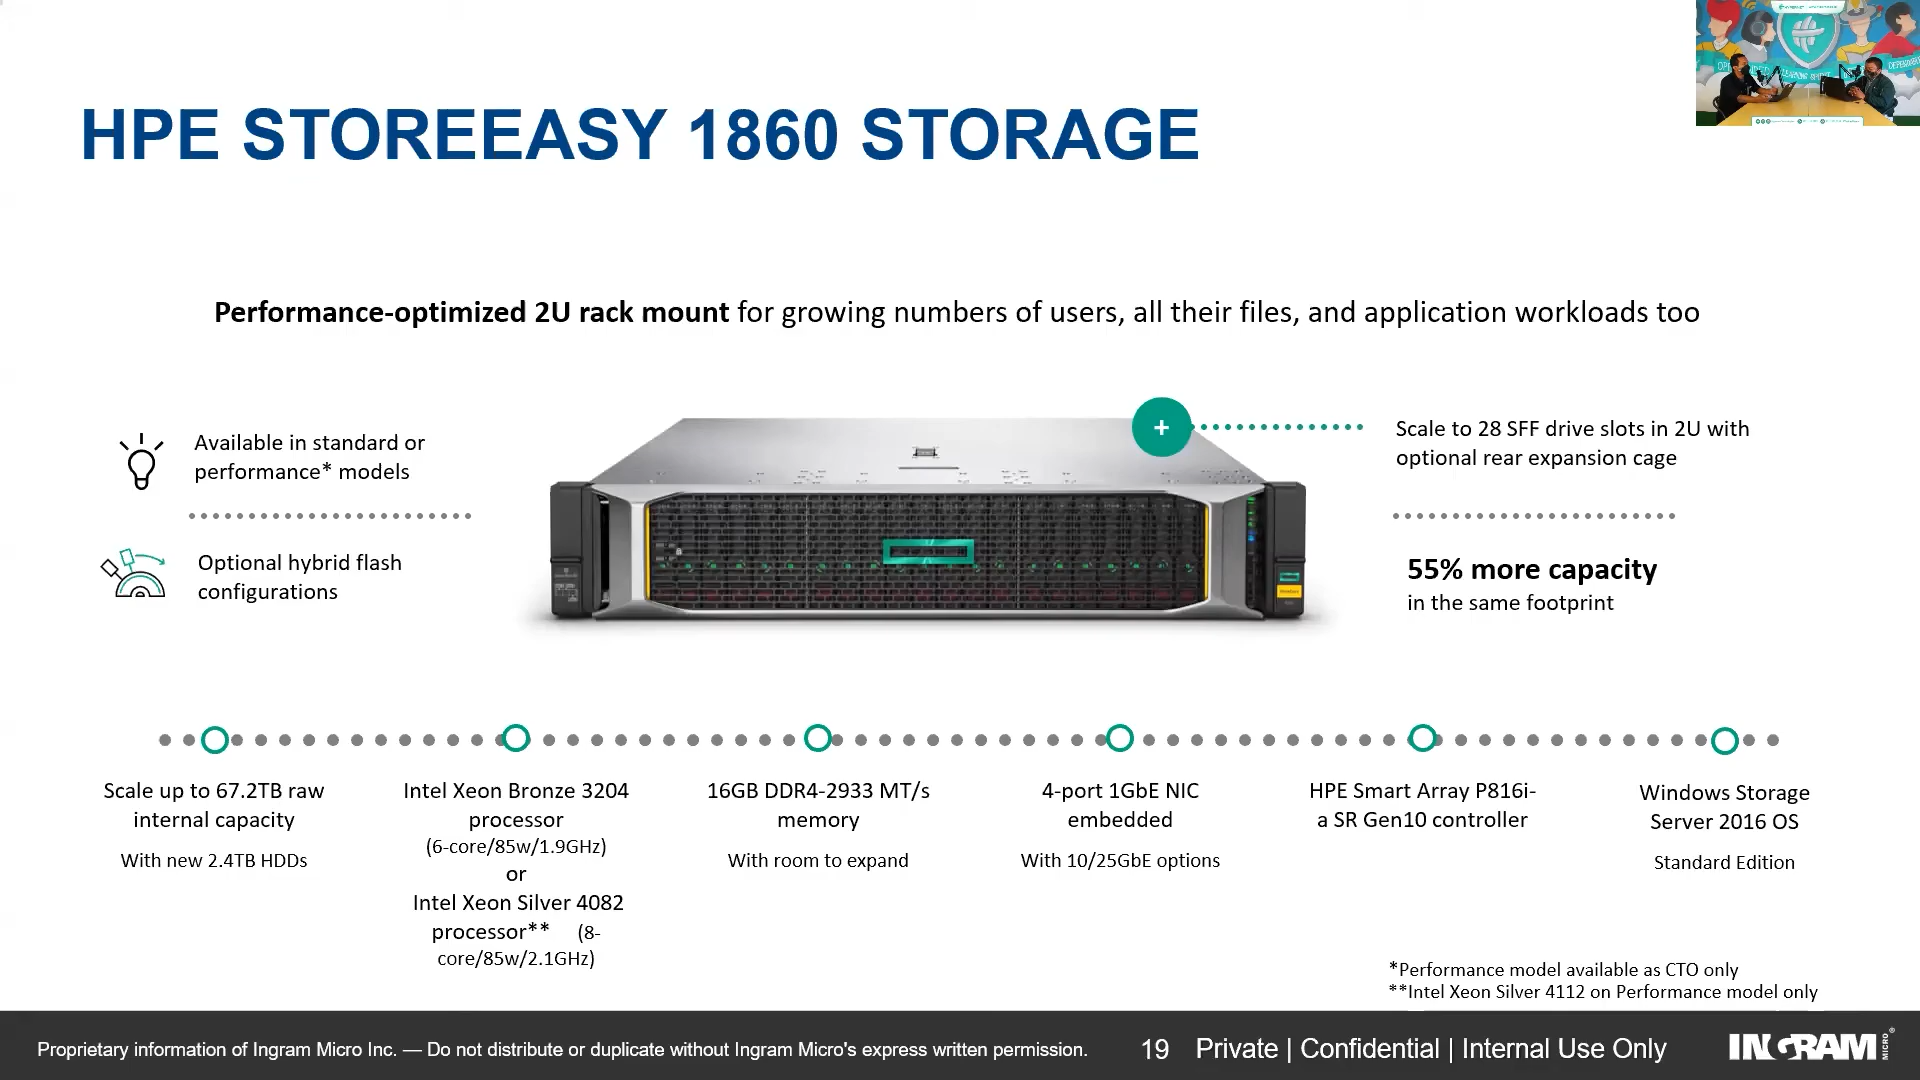 HPE STOREEASY 1860 STORAGE
Performance-optimized 2U rack mount for growing numbers of users, all their files, and application workloads too
Available in standard or
performance* models
Optional hybrid flash
configurations
+
Scale to 28 SFF drive slots in 2U with
optional rear expansion cage
55% more capacity
in the same footprint
Scale up to 67.2TB raw
internal capacity
With new 2.4TB HDDs
Intel Xeon Bronze 3204
processor
(6-core/85w/1.9GHz)
or
Intel Xeon Silver 4082
processor** (8-
core/85w/2.1GHz)
16GB DDR4-2933 MT/s
memory
With room to expand
4-port 1GbE NIC
embedded
With 10/25GbE options
HPE Smart Array P816i-
a SR Gen10 controller
Windows Storage
Server 2016 OS
Standard Edition
*Performance model available as CTO only
**Intel Xeon Silver 4112 on Performance model only
Proprietary information of Ingram Micro Inc. — Do not distribute or duplicate without Ingram Micro's express written permission.
19 Private | Confidential | Internal Use Only
INGRAM MICRO®